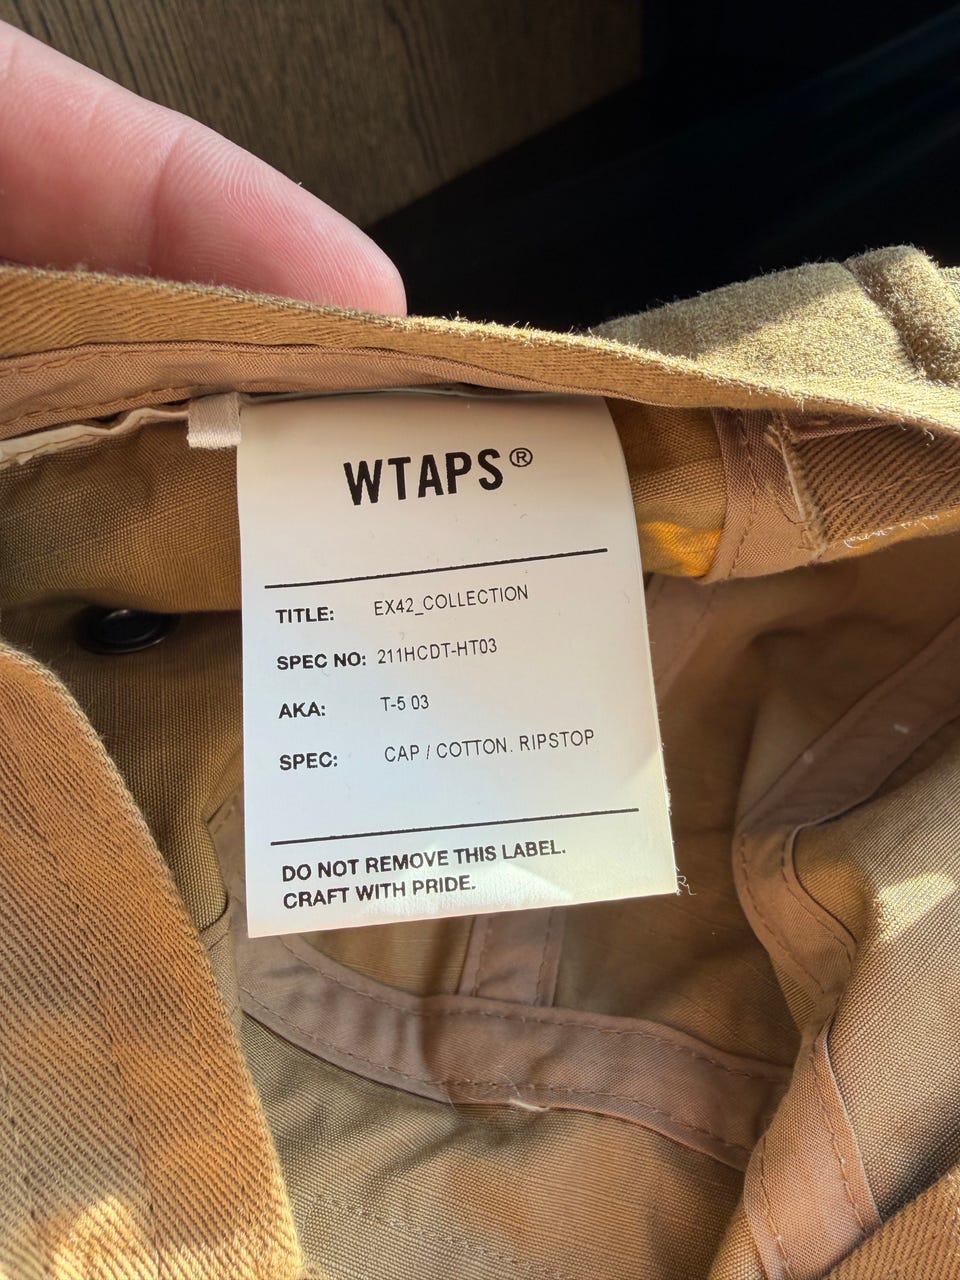 WTAPS®
TITLE: EX42_COLLECTION
SPEC NO: 211HCDT-HT03
AKA: T-5 03
SPEC: CAP / COTTON. RIPSTOP
DO NOT REMOVE THIS LABEL.
CRAFT WITH PRIDE.